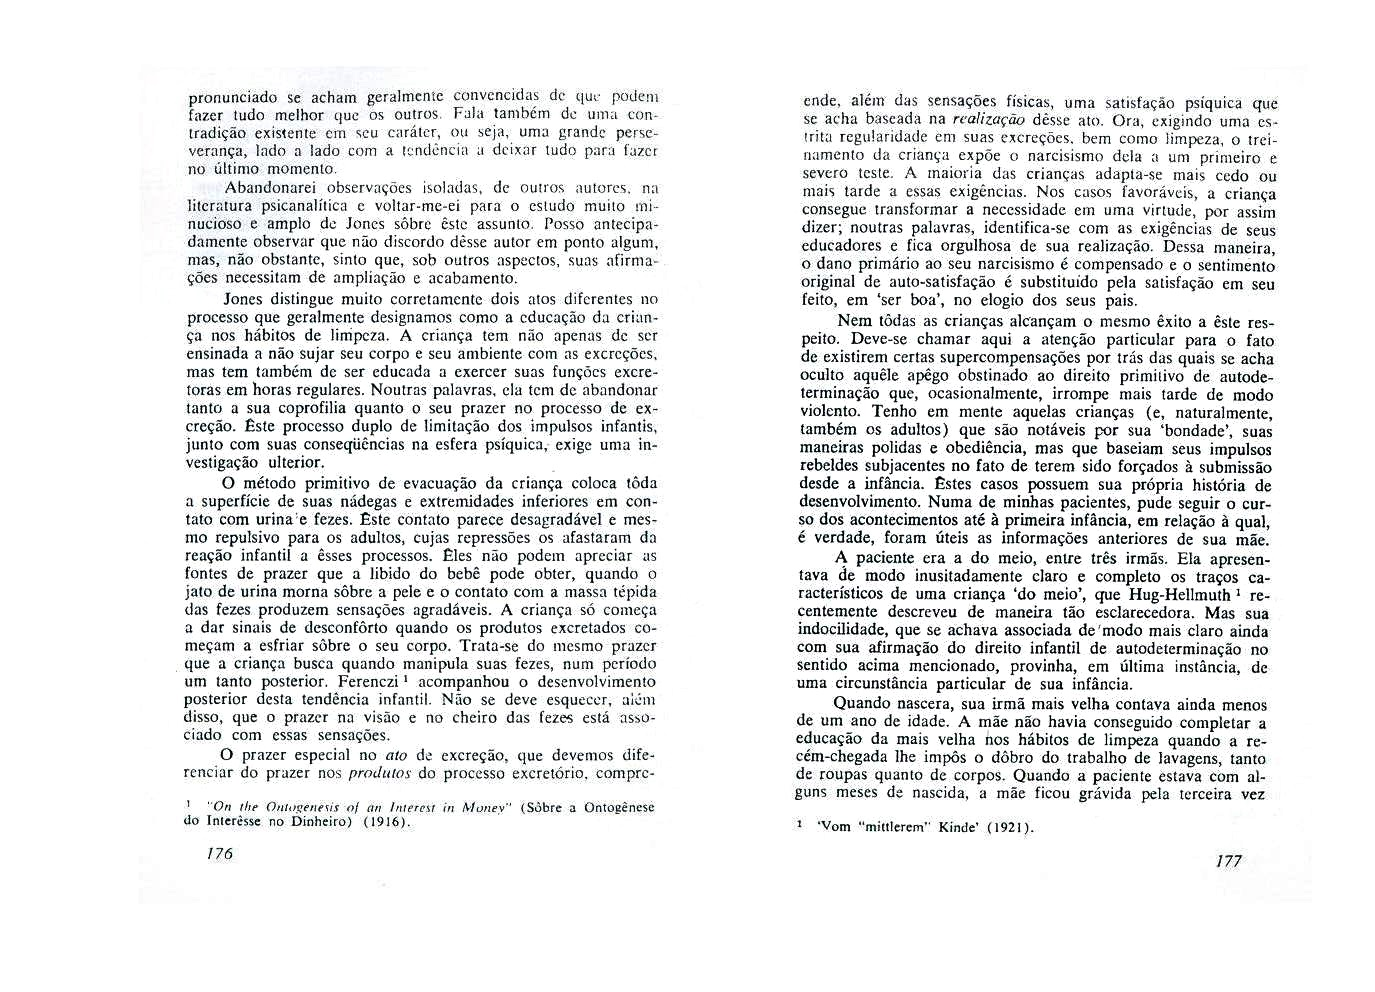 pronunciado se acham geralmente convencidas de que podem
fazer tudo melhor que os outros. Fala também de uma con-
tradição existente em seu caráter, ou seja, uma grande perse-
verança, lado a lado com a tendência a deixar tudo para fazer
no último momento.
Abandonarei observações isoladas, de outros autores, na
literatura psicanalítica e voltar-me-ei para o estudo muito mi-
nucioso e amplo de Jones sôbre êste assunto. Posso antecipa-
damente observar que não discordo dêsse autor em ponto algum,
mas, não obstante, sinto que, sob outros aspectos, suas afirma-
ções necessitam de ampliação e acabamento.
Jones distingue muito corretamente dois atos diferentes no
processo que geralmente designamos como a educação da crian-
ça nos hábitos de limpeza. A criança tem não apenas de ser
ensinada a não sujar seu corpo e seu ambiente com as excreções,
mas tem também de ser educada a exercer suas funções excre-
toras em horas regulares. Noutras palavras, ela tem de abandonar
tanto a sua coprofilia quanto o seu prazer no processo de ex-
creção. Êste processo duplo de limitação dos impulsos infantis,
junto com suas conseqüências na esfera psíquica, exige uma in-
vestigação ulterior.
O método primitivo de evacuação da criança coloca tôda
a superfície de suas nádegas e extremidades inferiores em con-
tato com urina e fezes. Êste contato parece desagradável e mes-
mo repulsivo para os adultos, cujas repressões os afastaram da
reação infantil a êsses processos. Êles não podem apreciar as
fontes de prazer que a libido do bebê pode obter, quando o
jato de urina morna sôbre a pele e o contato com a massa tépida
das fezes produzem sensações agradáveis. A criança só começa
a dar sinais de desconfôrto quando os produtos excretados co-
meçam a esfriar sôbre o seu corpo. Trata-se do mesmo prazer
que a criança busca quando manipula suas fezes, num período
um tanto posterior. Ferenczi ¹ acompanhou o desenvolvimento
posterior desta tendência infantil. Não se deve esquecer, além
disso, que o prazer na visão e no cheiro das fezes está asso-
ciado com essas sensações.
O prazer especial no ato de excreção, que devemos dife-
renciar do prazer nos produtos do processo excretório, compre-
¹ "On the Ontogenesis of an Interest in Money" (Sôbre a Ontogênese
do Interêsse no Dinheiro) (1916).
176
ende, além das sensações físicas, uma satisfação psíquica que
se acha baseada na realização dêsse ato. Ora, exigindo uma es-
trita regularidade em suas excreções, bem como limpeza, o trei-
namento da criança expõe o narcisismo dela a um primeiro e
severo teste. A maioria das crianças adapta-se mais cedo ou
mais tarde a essas exigências. Nos casos favoráveis, a criança
consegue transformar a necessidade em uma virtude, por assim
dizer; noutras palavras, identifica-se com as exigências de seus
educadores e fica orgulhosa de sua realização. Dessa maneira,
o dano primário ao seu narcisismo é compensado e o sentimento
original de auto-satisfação é substituído pela satisfação em seu
feito, em 'ser boa', no elogio dos seus pais.
Nem tôdas as crianças alcançam o mesmo êxito a êste res-
peito. Deve-se chamar aqui a atenção particular para o fato
de existirem certas supercompensações por trás das quais se acha
oculto aquêle apêgo obstinado ao direito primitivo de autode-
terminação que, ocasionalmente, irrompe mais tarde de modo
violento. Tenho em mente aquelas crianças (e, naturalmente,
também os adultos) que são notáveis por sua 'bondade', suas
maneiras polidas e obediência, mas que baseiam seus impulsos
rebeldes subjacentes no fato de terem sido forçados à submissão
desde a infância. Êstes casos possuem sua própria história de
desenvolvimento. Numa de minhas pacientes, pude seguir o cur-
so dos acontecimentos até à primeira infância, em relação à qual,
é verdade, foram úteis as informações anteriores de sua mãe.
A paciente era a do meio, entre três irmãs. Ela apresen-
tava de modo inusitadamente claro e completo os traços ca-
racterísticos de uma criança 'do meio', que Hug-Hellmuth ¹ re-
centemente descreveu de maneira tão esclarecedora. Mas sua
indocilidade, que se achava associada de modo mais claro ainda
com sua afirmação do direito infantil de autodeterminação no
sentido acima mencionado, provinha, em última instância, de
uma circunstância particular de sua infância.
Quando nascera, sua irmã mais velha contava ainda menos
de um ano de idade. A mãe não havia conseguido completar a
educação da mais velha nos hábitos de limpeza quando a re-
cém-chegada lhe impôs o dôbro do trabalho de lavagens, tanto
de roupas quanto de corpos. Quando a paciente estava com al-
guns meses de nascida, a mãe ficou grávida pela terceira vez
¹ 'Vom "mittlerem" Kinde' (1921).
177